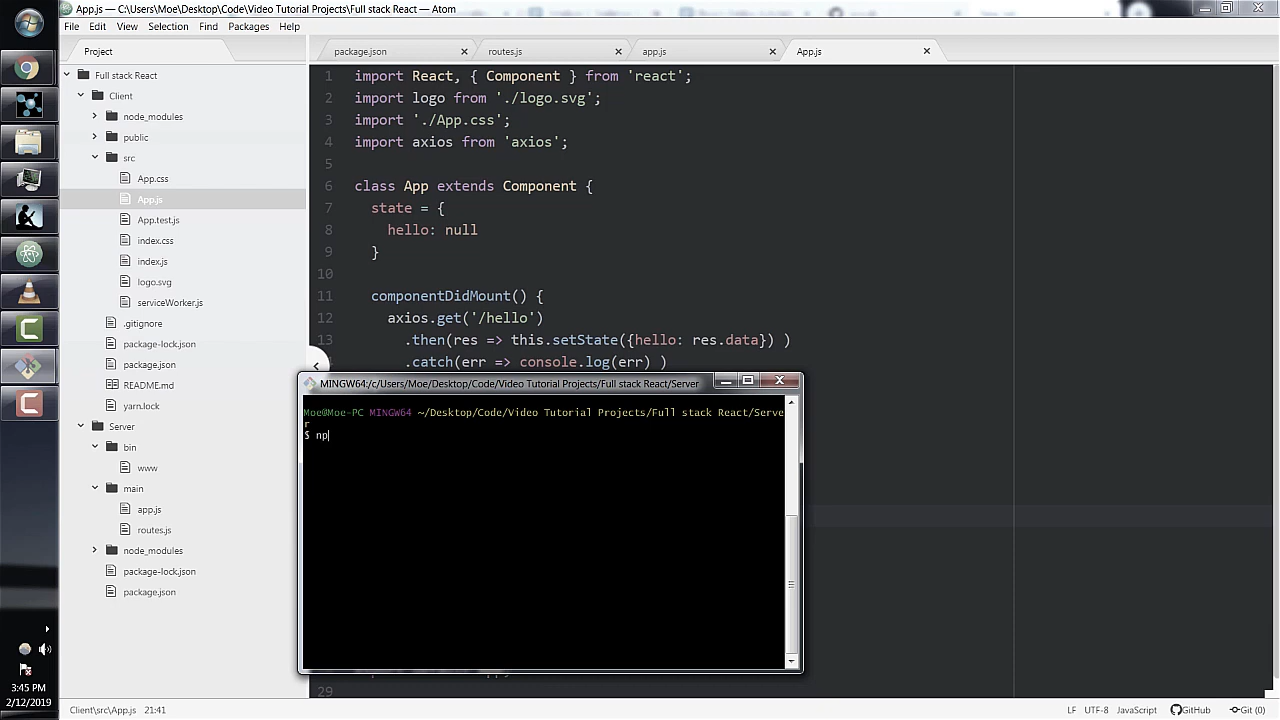 App.js — C:\Users\Moe\Desktop\Code\Video Tutorial Projects\Full stack React — Atom
File Edit View Selection Find Packages Help
Project
package.json
routes.js
app.js
App.js
Full stack React
Client
node_modules
public
src
App.css
App.js
App.test.js
index.css
index.js
logo.svg
serviceWorker.js
.gitignore
package-lock.json
package.json
README.md
yarn.lock
Server
bin
www
main
app.js
routes.js
node_modules
package-lock.json
package.json
1 import React, { Component } from 'react';
2 import logo from './logo.svg';
3 import './App.css';
4 import axios from 'axios';
5
6 class App extends Component {
7 state = {
8 hello: null
9 }
10
11 componentDidMount() {
12 axios.get('/hello')
13 .then(res => this.setState({hello: res.data}) )
.catch(err => console.log(err) )
MINGW64:/c/Users/Moe/Desktop/Code/Video Tutorial Projects/Full stack React/Server
Moe@Moe-PC MINGW64 ~/Desktop/Code/Video Tutorial Projects/Full stack React/Serve
r
$ np
29
3:45 PM
2/12/2019
Client\src\App.js 21:41
LF UTF-8 JavaScript GitHub Git (0)